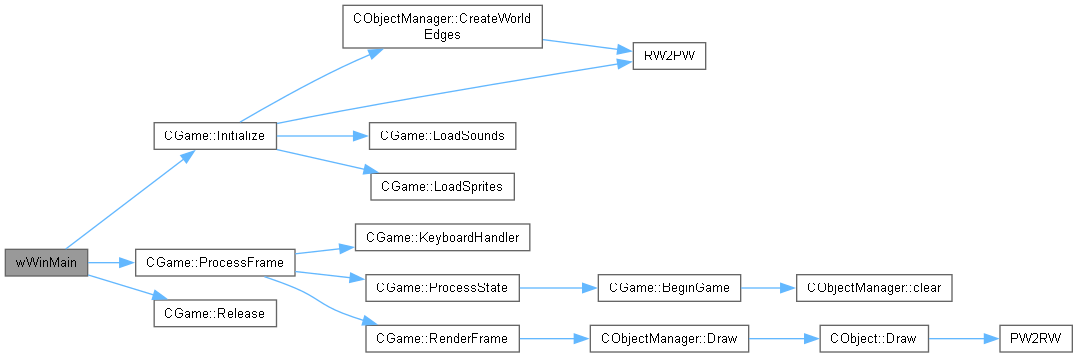 CObjectManager::CreateWorld
Edges
RW2PW
CGame::Initialize
CGame::LoadSounds
CGame::LoadSprites
CGame::KeyboardHandler
wWinMain
CGame::ProcessFrame
CGame::ProcessState
CGame::BeginGame
CObjectManager::clear
CGame::Release
CGame::RenderFrame
CObjectManager::Draw
CObject::Draw
PW2RW